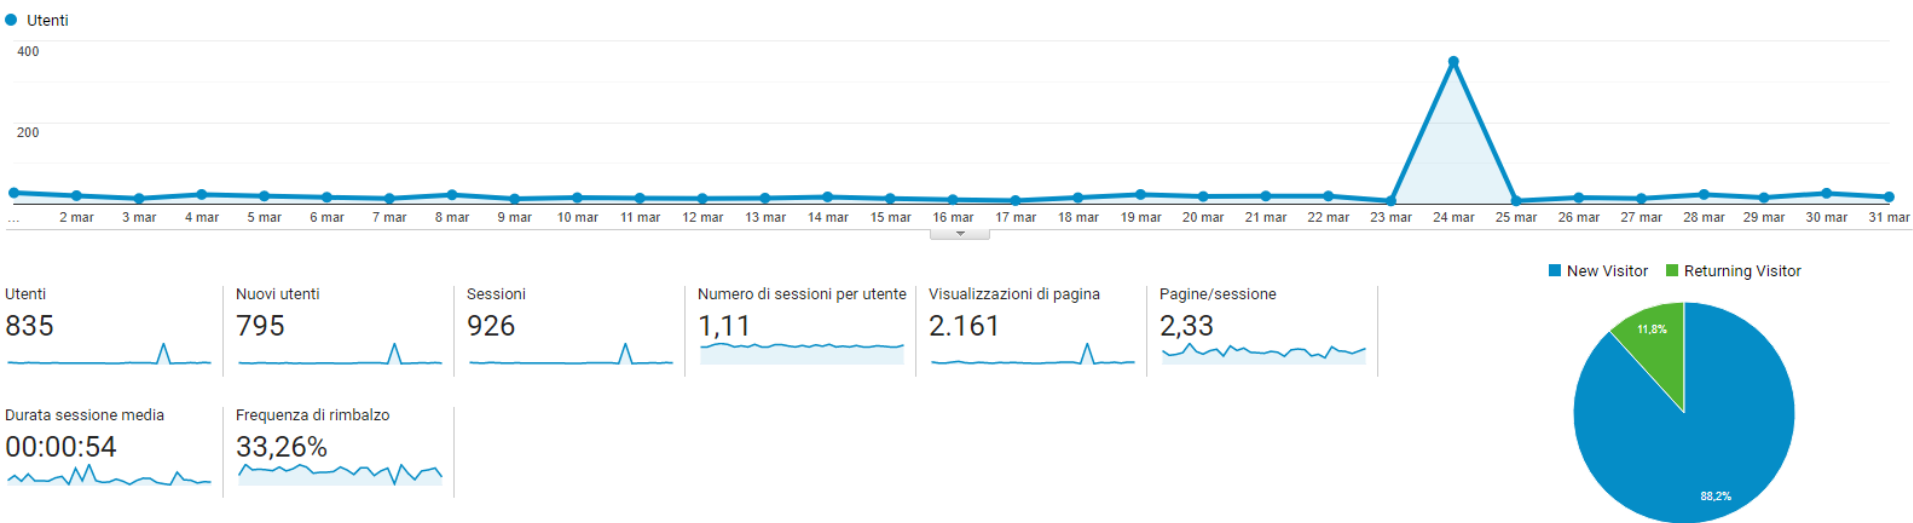 Utenti
400
200
... 2 mar 3 mar 4 mar 5 mar 6 mar 7 mar 8 mar 9 mar 10 mar 11 mar 12 mar 13 mar 14 mar 15 mar 16 mar 17 mar 18 mar 19 mar 20 mar 21 mar 22 mar 23 mar 24 mar 25 mar 26 mar 27 mar 28 mar 29 mar 30 mar 31 mar
New Visitor Returning Visitor
Utenti
835
Nuovi utenti
795
Sessioni
926
Numero di sessioni per utente
1,11
Visualizzazioni di pagina
2.161
Pagine/sessione
2,33
Durata sessione media
00:00:54
Frequenza di rimbalzo
33,26%
11,8%
88,2%